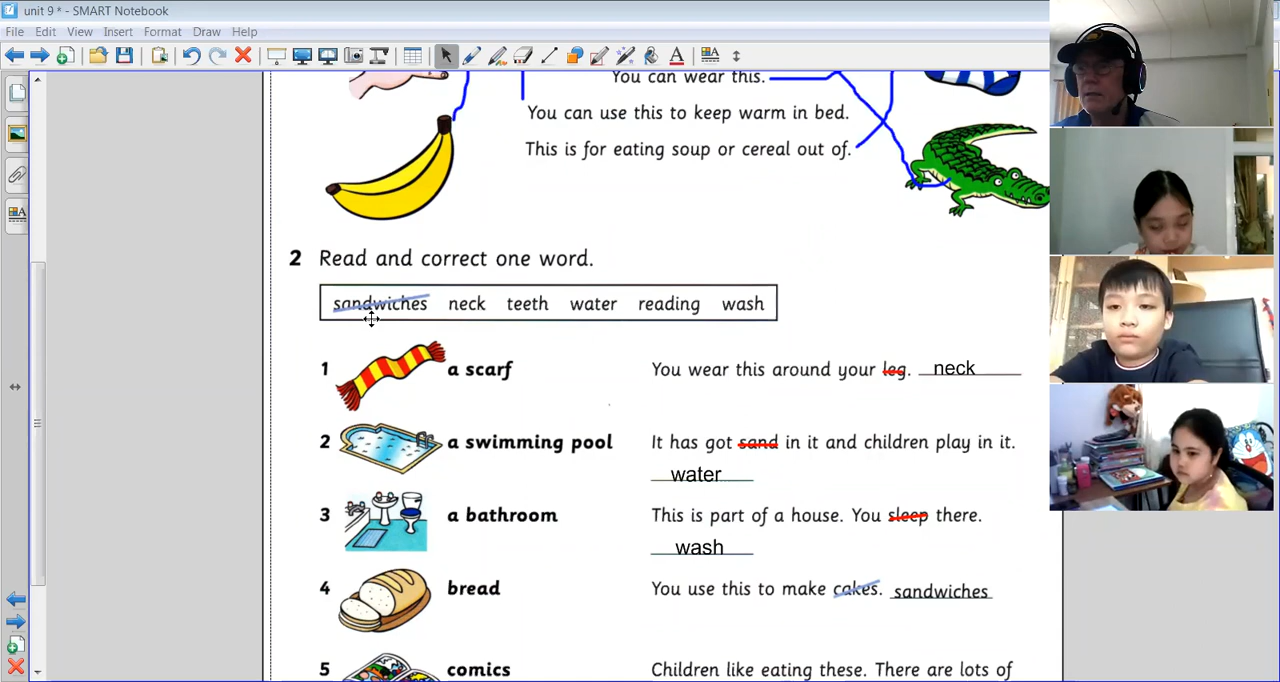 unit 9 * - SMART Notebook
File Edit View Insert Format Draw Help
You can wear this.
You can use this to keep warm in bed.
This is for eating soup or cereal out of.
2 Read and correct one word.
sandwiches neck teeth water reading wash
1 a scarf You wear this around your leg. neck
2 a swimming pool It has got sand in it and children play in it.
water
3 a bathroom This is part of a house. You sleep there.
wash
4 bread You use this to make cakes. sandwiches
5 comics Children like eating these. There are lots of